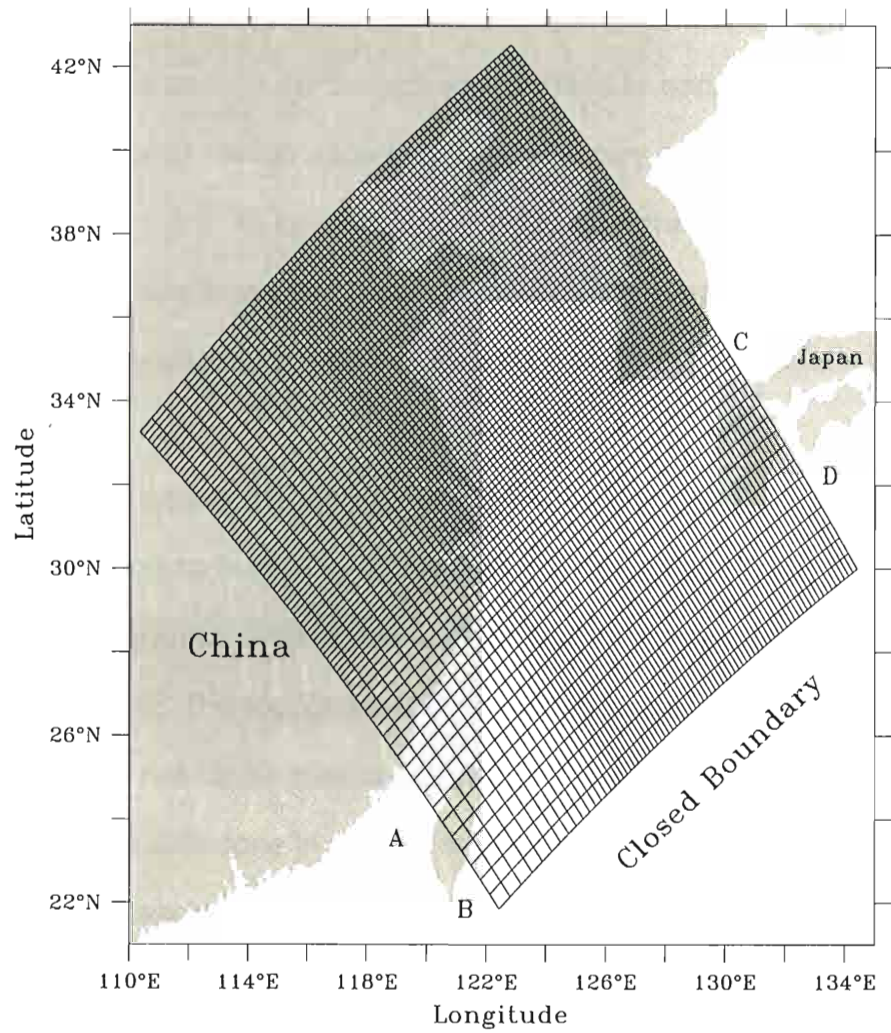 42°N
38°N
34°N
30°N
26°N
22°N
Latitude
C
Japan
D
China
Closed Boundary
A
B
110°E 114°E 118°E 122°E 126°E 130°E 134°E
Longitude